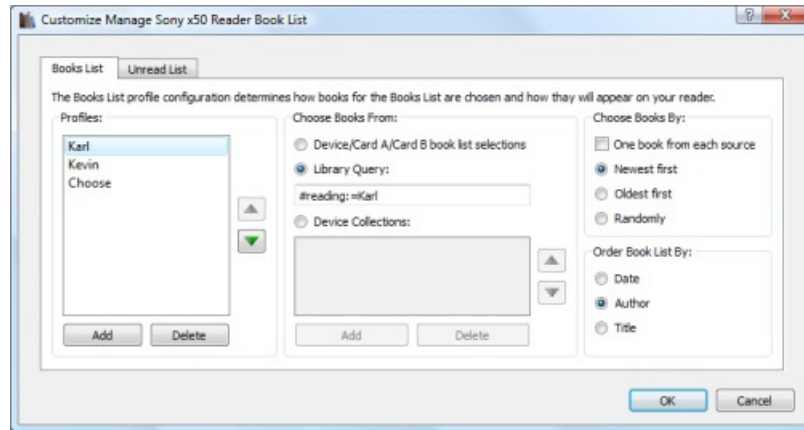 Customize Manage Sony x50 Reader Book List
Books List
Unread List
The Books List profile configuration determines how books for the Books List are chosen and how thay will appear on your reader.
Profiles:
Karl
Kevin
Choose
Add
Delete
Choose Books From:
Device/Card A/Card B book list selections
Library Query:
#reading:=Karl
Device Collections:
Add
Delete
Choose Books By:
One book from each source
Newest first
Oldest first
Randomly
Order Book List By:
Date
Author
Title
OK
Cancel